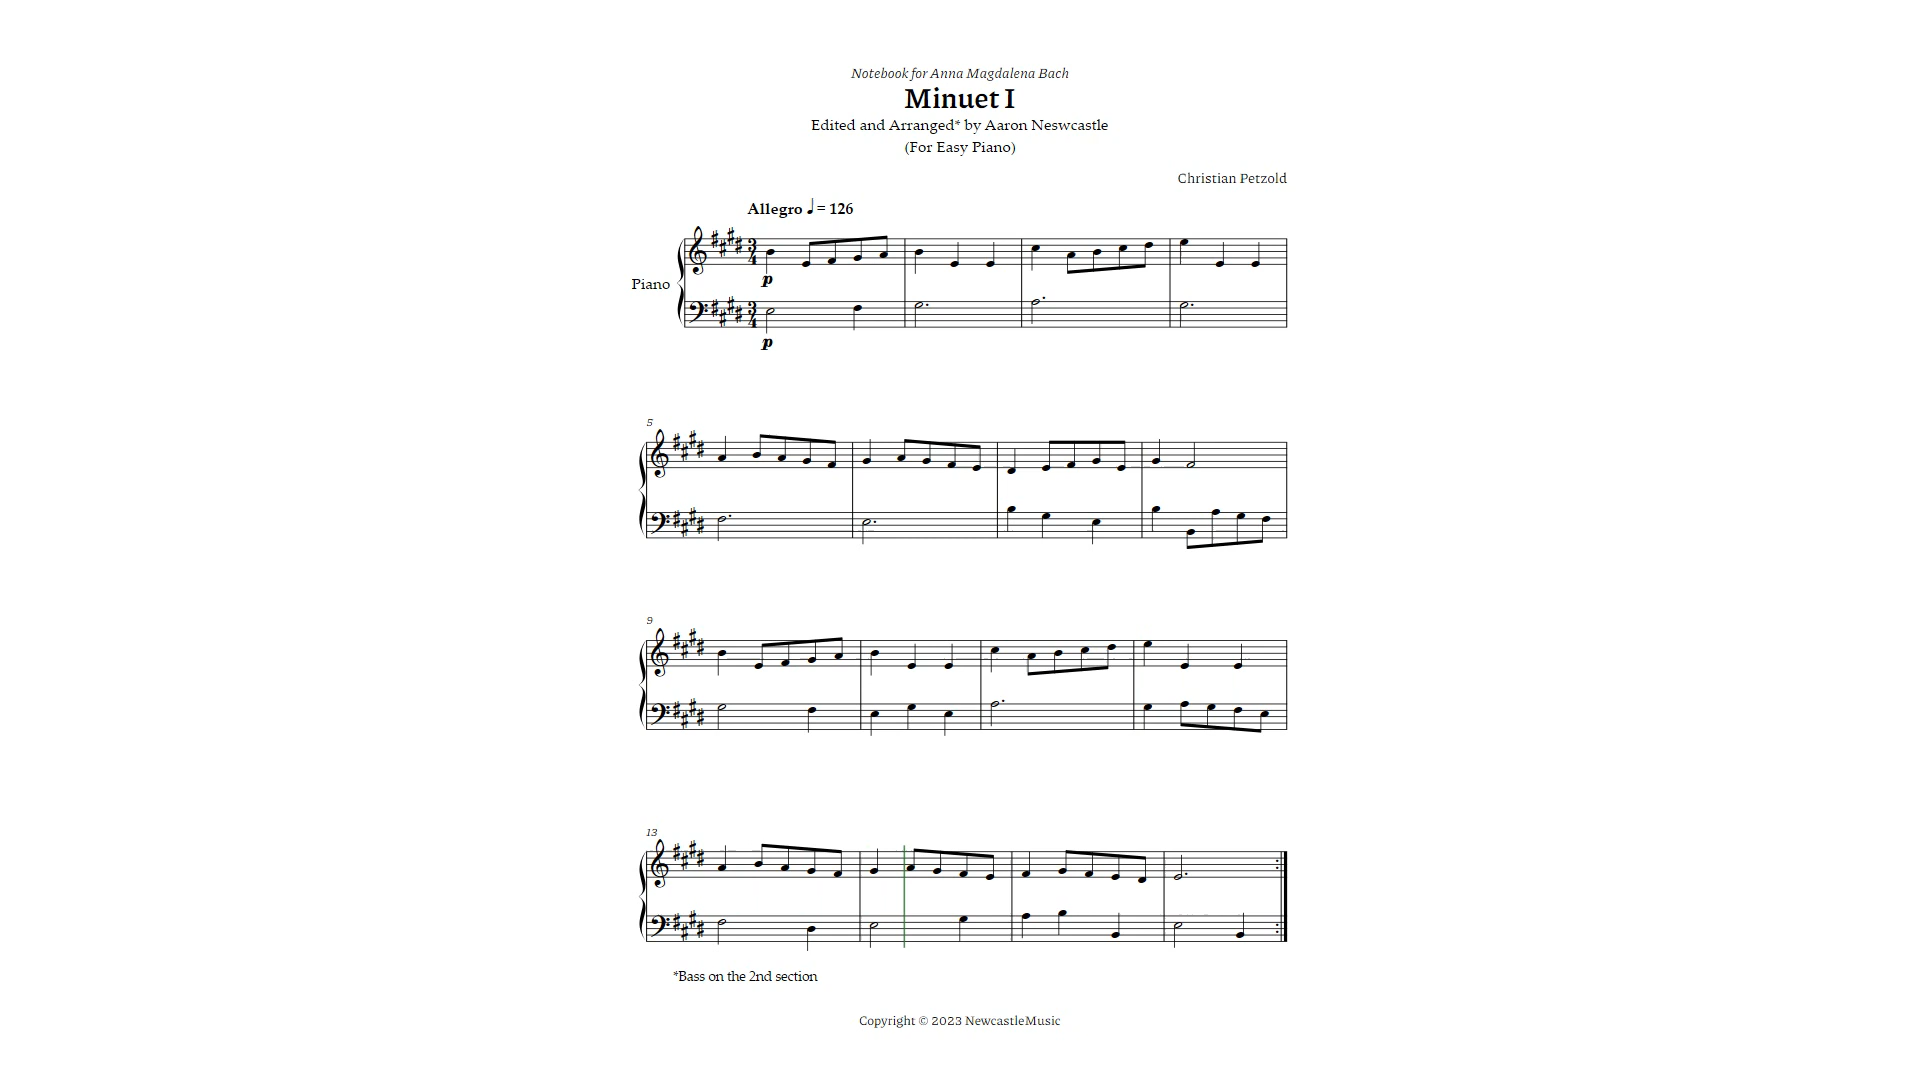 Notebook for Anna Magdalena Bach
Minuet I
Edited and Arranged* by Aaron Neswcastle
(For Easy Piano)
Christian Petzold
Allegro ♩= 126
Piano
p
p
5
9
13
*Bass on the 2nd section
Copyright © 2023 NewcastleMusic